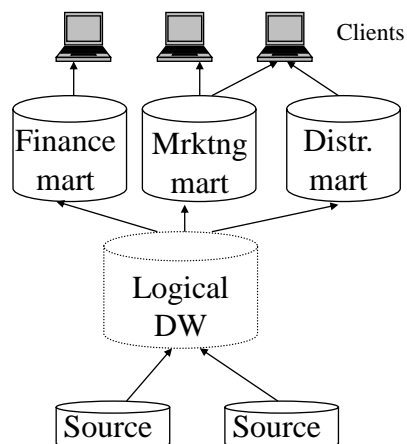 Clients
Finance
mart
Mrktng
mart
Distr.
mart
Logical
DW
Source
Source